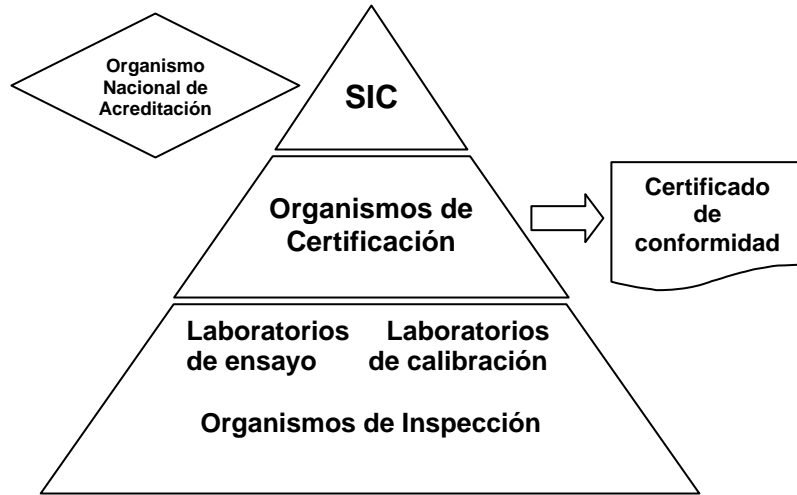 Organismo
Nacional de
Acreditación
SIC
Organismos de
Certificación
Certificado
de
conformidad
Laboratorios
de ensayo
Laboratorios
de calibración
Organismos de Inspección